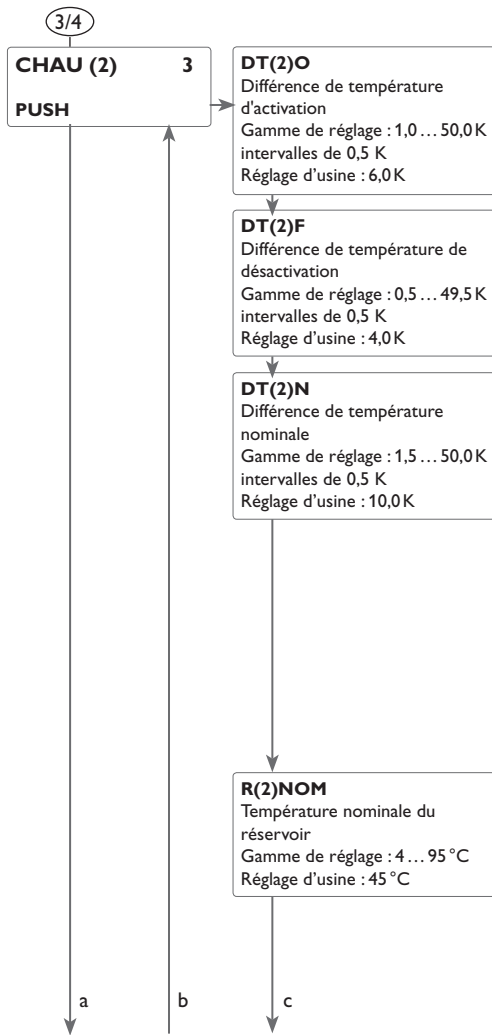 3/4
CHAU (2) 3
PUSH
DT(2)O
Différence de température
d'activation
Gamme de réglage : 1,0 … 50,0 K
intervalles de 0,5 K
Réglage d’usine : 6,0 K
DT(2)F
Différence de température de
désactivation
Gamme de réglage : 0,5 … 49,5 K
intervalles de 0,5 K
Réglage d’usine : 4,0 K
DT(2)N
Différence de température
nominale
Gamme de réglage : 1,5 … 50,0 K
intervalles de 0,5 K
Réglage d’usine : 10,0 K
R(2)NOM
Température nominale du
réservoir
Gamme de réglage : 4 … 95 °C
Réglage d’usine : 45 °C
a b c